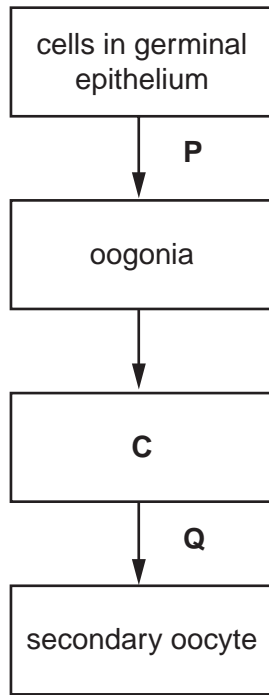 cells in germinal
epithelium
P
oogonia
C
Q
secondary oocyte